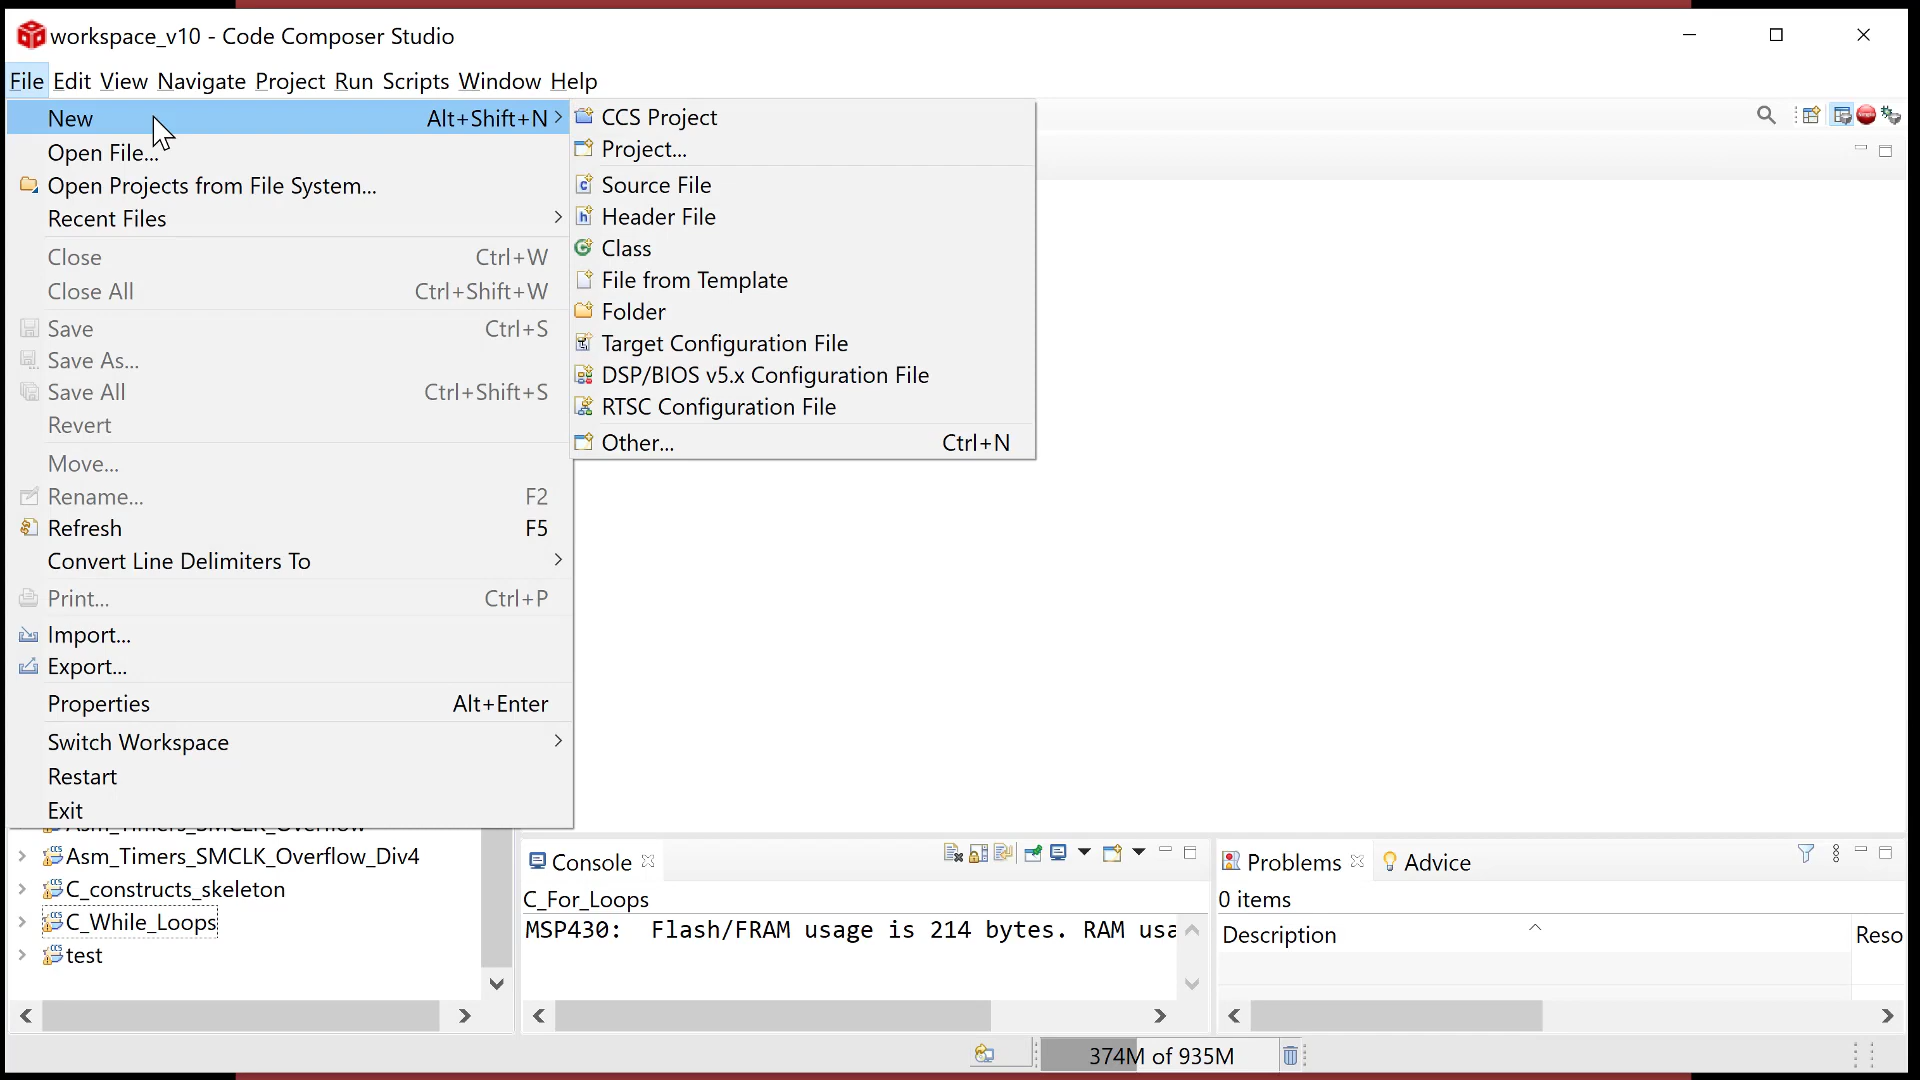 workspace_v10 - Code Composer Studio
File Edit View Navigate Project Run Scripts Window Help
New Alt+Shift+N
Open File...
Open Projects from File System...
Recent Files
Close Ctrl+W
Close All Ctrl+Shift+W
Save Ctrl+S
Save As...
Save All Ctrl+Shift+S
Revert
Move...
Rename... F2
Refresh F5
Convert Line Delimiters To
Print... Ctrl+P
Import...
Export...
Properties Alt+Enter
Switch Workspace
Restart
Exit
CCS Project
Project...
Source File
Header File
Class
File from Template
Folder
Target Configuration File
DSP/BIOS v5.x Configuration File
RTSC Configuration File
Other... Ctrl+N
Asm_Timers_SMCLK_Overflow
Asm_Timers_SMCLK_Overflow_Div4
C_constructs_skeleton
C_While_Loops
test
Console
C_For_Loops
MSP430: Flash/FRAM usage is 214 bytes. RAM usa
Problems Advice
0 items
Description Reso
374M of 935M